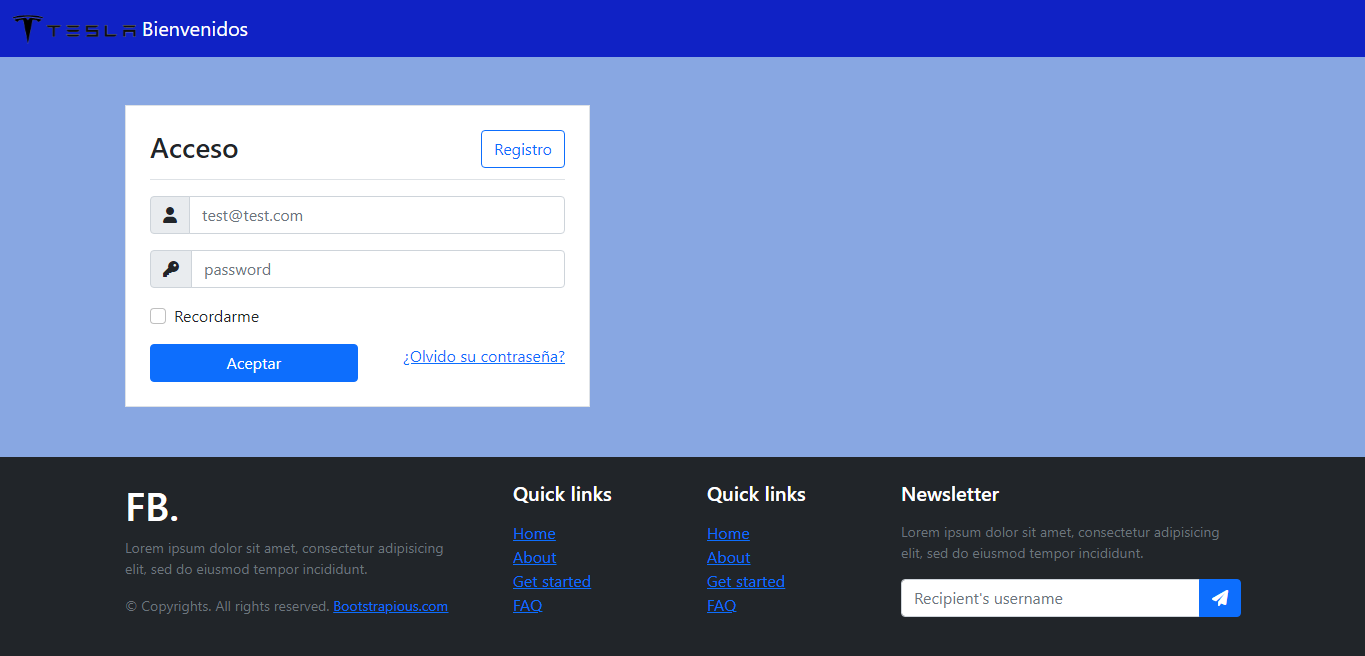 TESLA Bienvenidos
Acceso
Registro
test@test.com
password
Recordarme
Aceptar
¿Olvido su contraseña?
FB.
Lorem ipsum dolor sit amet, consectetur adipisicing
elit, sed do eiusmod tempor incididunt.
© Copyrights. All rights reserved. Bootstrapious.com
Quick links
Home
About
Get started
FAQ
Quick links
Home
About
Get started
FAQ
Newsletter
Lorem ipsum dolor sit amet, consectetur adipisicing
elit, sed do eiusmod tempor incididunt.
Recipient's username